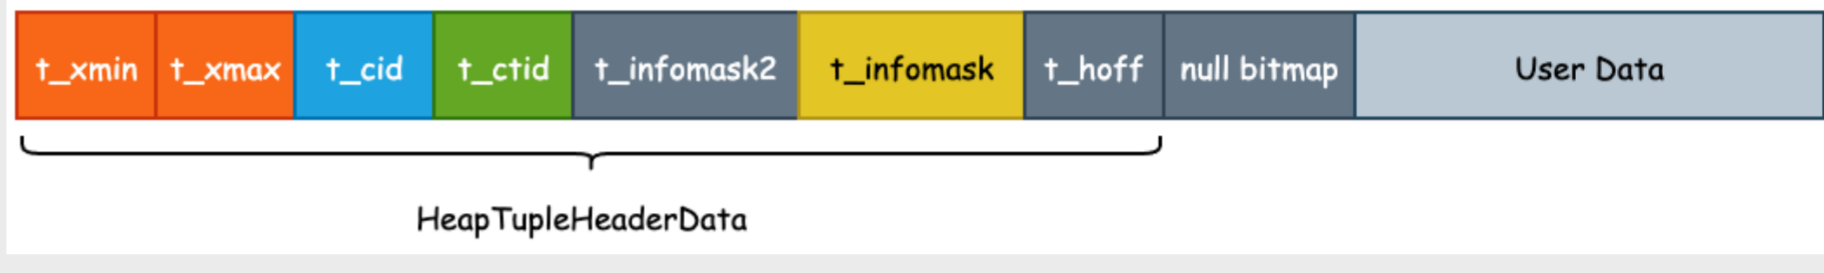 t_xmin t_xmax t_cid t_ctid t_infomask2 t_infomask t_hoff null bitmap User Data
HeapTupleHeaderData